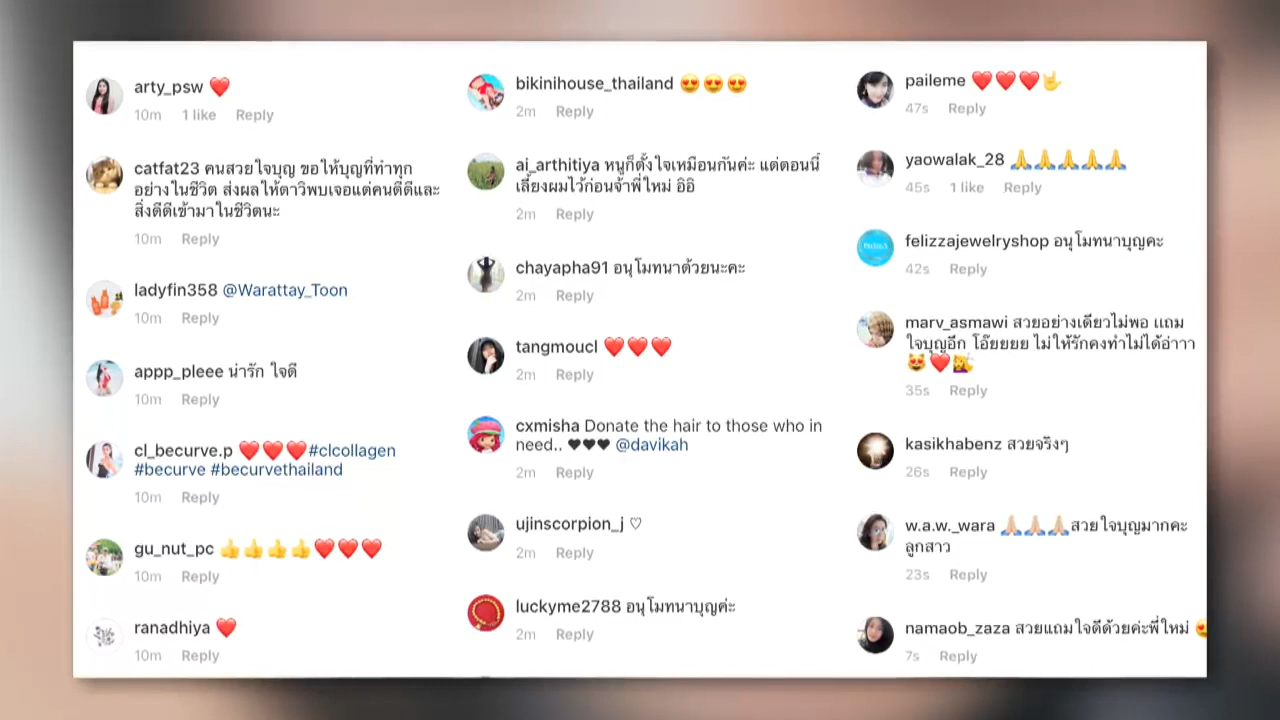 arty_psw ❤️
10m 1 like Reply
catfat23 คนสวยใจบุญ ขอให้บุญที่ทำทุก
อย่างในชีวิต ส่งผลให้ดาวิพบเจอแต่คนดีดีและ
สิ่งดีดีเข้ามาในชีวิตนะ
10m Reply
ladyfin358 @Warattay_Toon
10m Reply
appp_pleee น่ารัก ใจดี
10m Reply
cl_becurve.p ❤️❤️❤️#clcollagen
#becurve #becurvethailand
10m Reply
gu_nut_pc 👍👍👍👍❤️❤️❤️
10m Reply
ranadhiya ❤️
10m Reply
bikinihouse_thailand 😍😍😍
2m Reply
ai_arthitiya หนูก็ตั้งใจเหมือนกันค่ะ แต่ตอนนี้
เลี้ยงผมไว้ก่อนจ้าพี่ใหม่ อิอิ
2m Reply
chayapha91 อนุโมทนาด้วยนะคะ
2m Reply
tangmoucl ❤️❤️❤️
2m Reply
cxmisha Donate the hair to those who in
need.. ♥♥♥ @davikah
2m Reply
ujinscorpion_j ♡
2m Reply
luckyme2788 อนุโมทนาบุญค่ะ
2m Reply
paileme ❤️❤️❤️🤟
47s Reply
yaowalak_28 🙏🙏🙏🙏🙏
45s 1 like Reply
felizzajewelryshop อนุโมทนาบุญคะ
42s Reply
marv_asmawi สวยอย่างเดียวไม่พอ แถม
ใจบุญอีก โอ๊ยยยย ไม่ให้รักคงทำไม่ได้อ่าาา
😻❤️💇
35s Reply
kasikhabenz สวยจริงๆ
26s Reply
w.a.w._wara 🙏🏻🙏🏻🙏🏻สวยใจบุญมากคะ
ลูกสาว
23s Reply
namaob_zaza สวยแถมใจดีด้วยค่ะพี่ใหม่ 😍
7s Reply